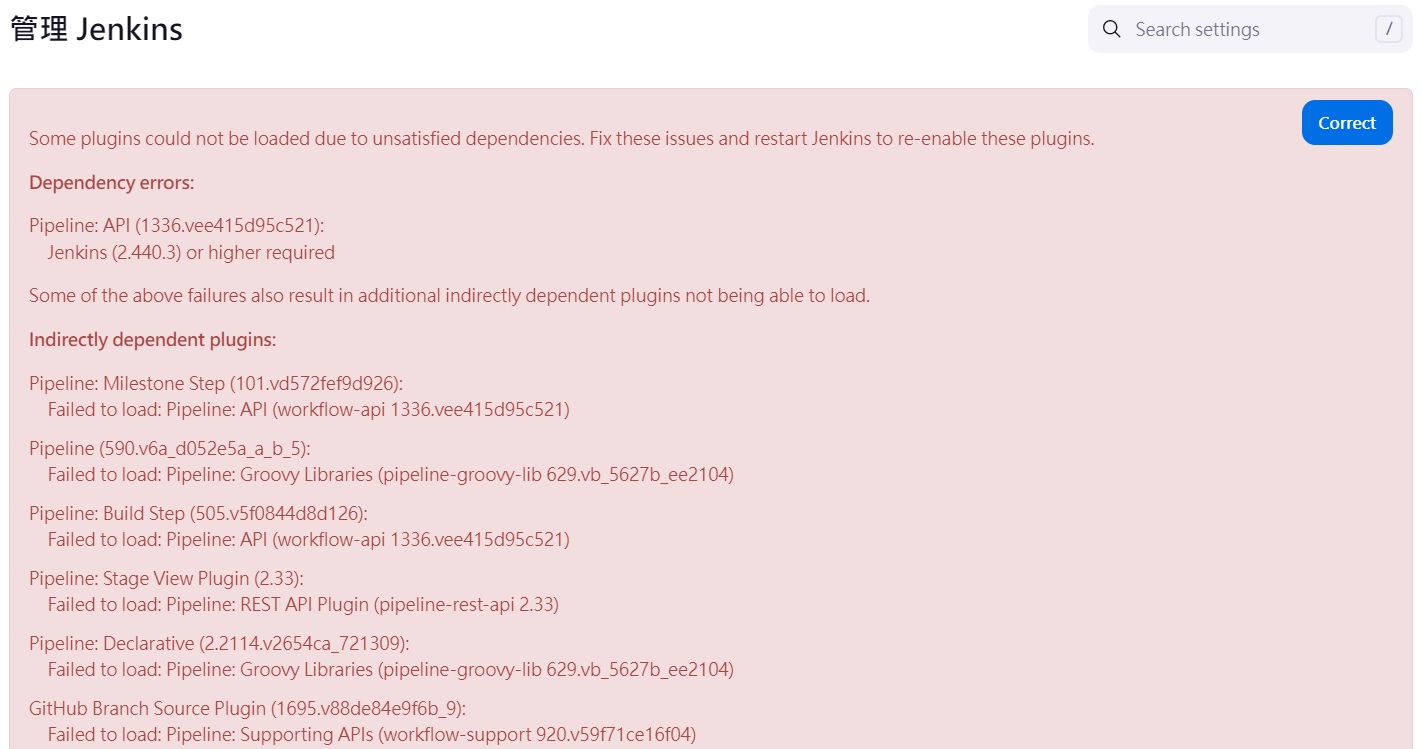 管理 Jenkins
Search settings
/
Correct
Some plugins could not be loaded due to unsatisfied dependencies. Fix these issues and restart Jenkins to re-enable these plugins.
Dependency errors:
Pipeline: API (1336.vee415d95c521):
Jenkins (2.440.3) or higher required
Some of the above failures also result in additional indirectly dependent plugins not being able to load.
Indirectly dependent plugins:
Pipeline: Milestone Step (101.vd572fef9d926):
Failed to load: Pipeline: API (workflow-api 1336.vee415d95c521)
Pipeline (590.v6a_d052e5a_a_b_5):
Failed to load: Pipeline: Groovy Libraries (pipeline-groovy-lib 629.vb_5627b_ee2104)
Pipeline: Build Step (505.v5f0844d8d126):
Failed to load: Pipeline: API (workflow-api 1336.vee415d95c521)
Pipeline: Stage View Plugin (2.33):
Failed to load: Pipeline: REST API Plugin (pipeline-rest-api 2.33)
Pipeline: Declarative (2.2114.v2654ca_721309):
Failed to load: Pipeline: Groovy Libraries (pipeline-groovy-lib 629.vb_5627b_ee2104)
GitHub Branch Source Plugin (1695.v88de84e9f6b_9):
Failed to load: Pipeline: Supporting APIs (workflow-support 920.v59f71ce16f04)